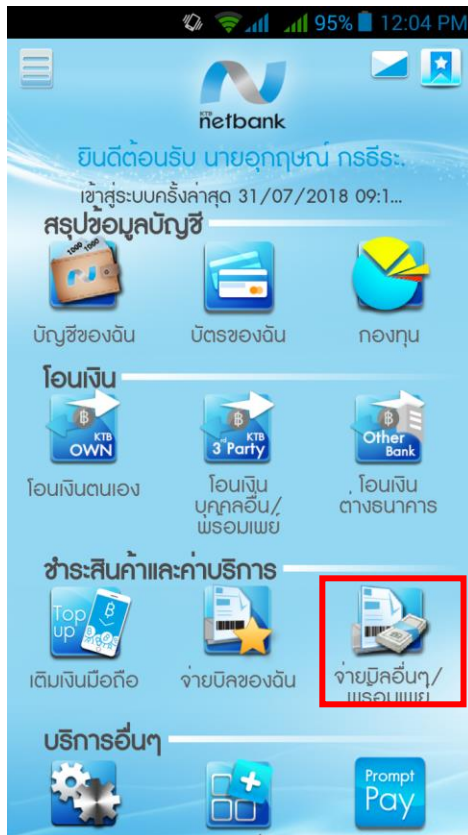 95% 12:04 PM
KTB
netbank
ยินดีต้อนรับ นายอุกฤษณ์ กรธีระ.
เข้าสู่ระบบครั้งล่าสุด 31/07/2018 09:1...
สรุปข้อมูลบัญชี
บัญชีของฉัน บัตรของฉัน กองทุน
โอนเงิน
KTB OWN
KTB 3rd Party
Other Bank
โอนเงินตนเอง
โอนเงิน
บุคคลอื่น/
พร้อมเพย์
โอนเงิน
ต่างธนาคาร
ชำระสินค้าและค่าบริการ
Top up
เติมเงินมือถือ จ่ายบิลของฉัน
จ่ายบิลอื่นๆ/
พร้อมเพย์
บริการอื่นๆ
Prompt
Pay